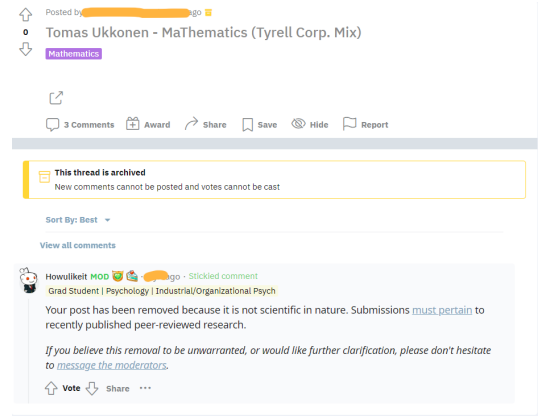 Posted by ago
0
Tomas Ukkonen - MaThematics (Tyrell Corp. Mix)
Mathematics
3 Comments Award Share Save Hide Report
This thread is archived
New comments cannot be posted and votes cannot be cast
Sort By: Best
View all comments
Howulikeit MOD · ago · Stickied comment
Grad Student | Psychology | Industrial/Organizational Psych
Your post has been removed because it is not scientific in nature. Submissions must pertain to
recently published peer-reviewed research.
If you believe this removal to be unwarranted, or would like further clarification, please don't hesitate
to message the moderators.
Vote Share ···